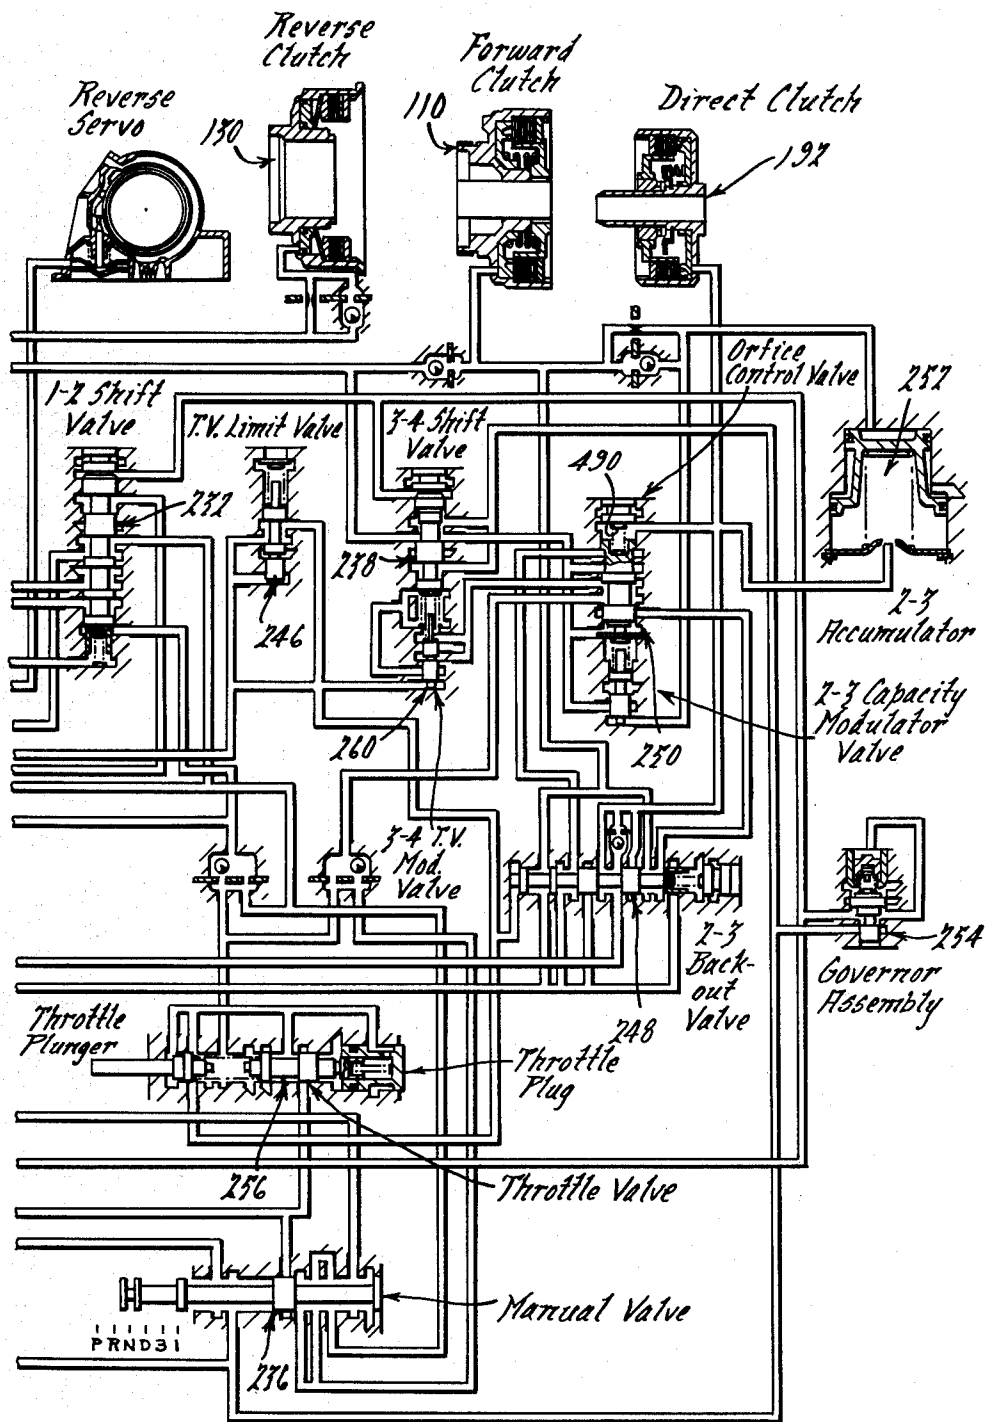 Reverse
Clutch
Forward
Clutch
Reverse
Servo
130
110
Direct Clutch
192
Orfice
Control Valve
252
1-2 Shift
Valve
T.V. Limit Valve
3-4 Shift
Valve
490
232
238
246
2-3
Accumulator
260
250
2-3 Capacity
Modulator
Valve
3-4 T.V.
Mod.
Valve
254
2-3
Back-
out
Valve
248
Governor
Assembly
Throttle
Plunger
Throttle
Plug
256
Throttle Valve
Manual Valve
PRND31
236